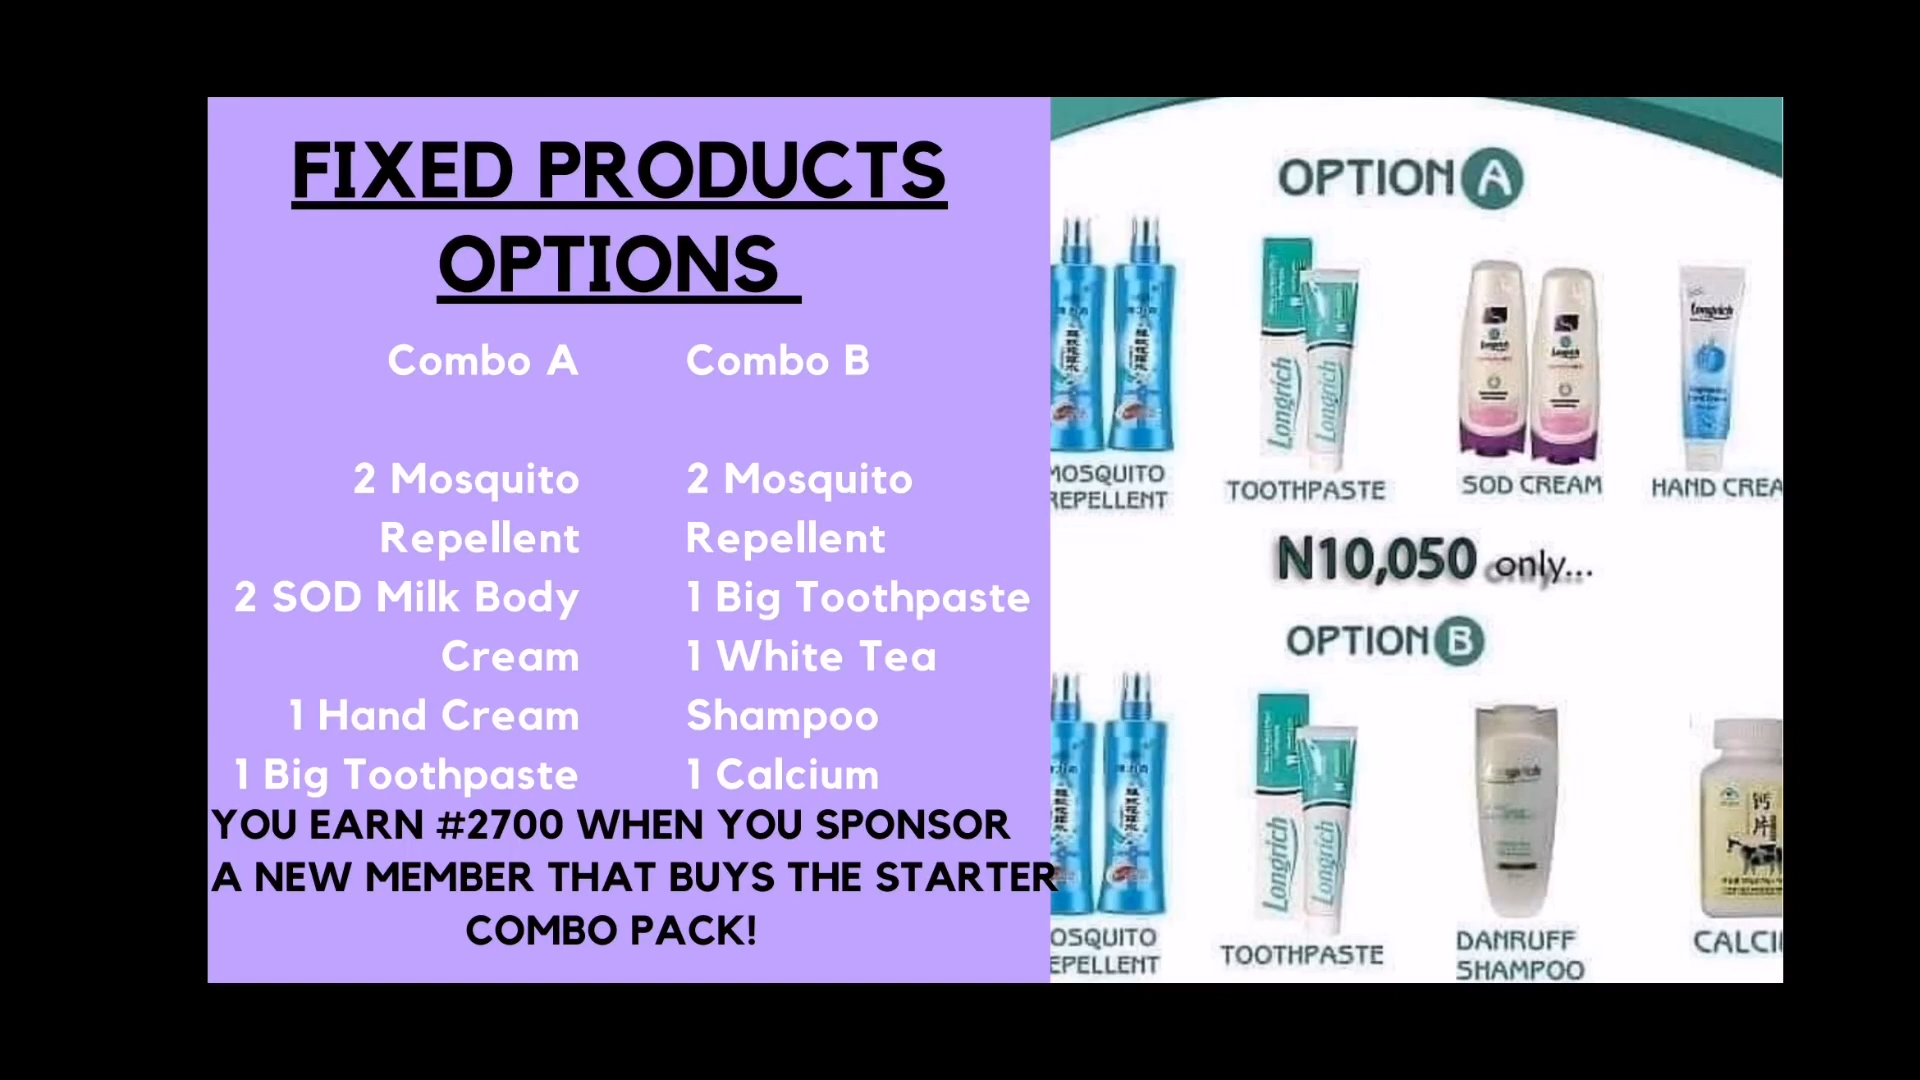 FIXED PRODUCTS
OPTIONS
Combo A
2 Mosquito
Repellent
2 SOD Milk Body
Cream
1 Hand Cream
1 Big Toothpaste
Combo B
2 Mosquito
Repellent
1 Big Toothpaste
1 White Tea
Shampoo
1 Calcium
YOU EARN #2700 WHEN YOU SPONSOR
A NEW MEMBER THAT BUYS THE STARTER
COMBO PACK!
OPTION A
Longrich
Longrich
Longrich
MOSQUITO
REPELLENT
TOOTHPASTE
SOD CREAM
HAND CREA
N10,050 only...
OPTION B
Longrich
Longrich
钙
片
OSQUITO
EPELLENT
TOOTHPASTE
DANRUFF
SHAMPOO
CALCI